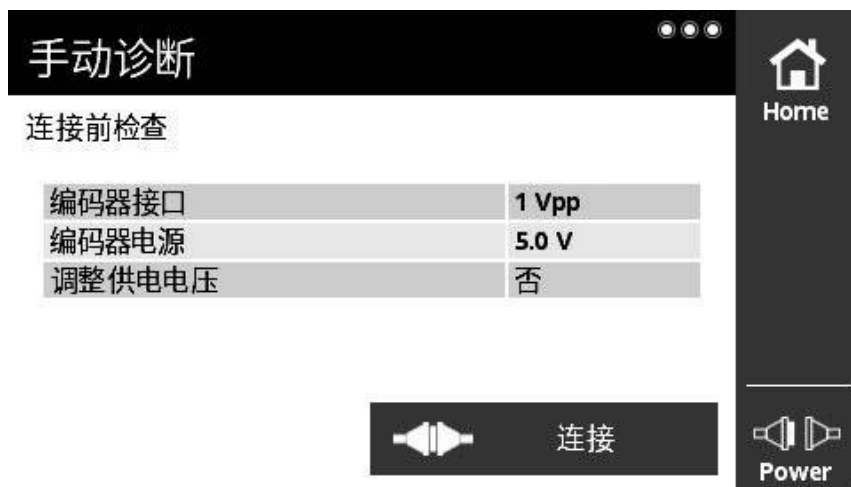 手动诊断
Home
连接前检查
编码器接口 1 Vpp
编码器电源 5.0 V
调整供电电压 否
连接
Power